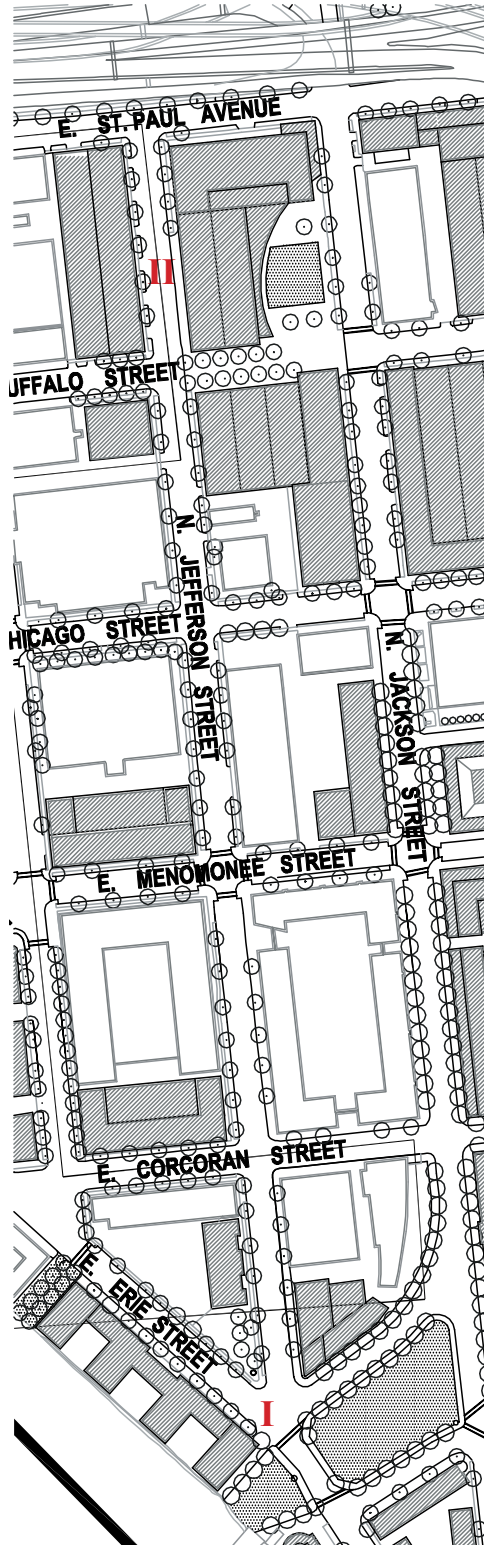 E. ST. PAUL AVENUE
II
UFFALO STREET
N. JEFFERSON STREET
HICAGO STREET
N. JACKSON STREET
E. MENOMONEE STREET
E. CORCORAN STREET
E. ERIE STREET
I